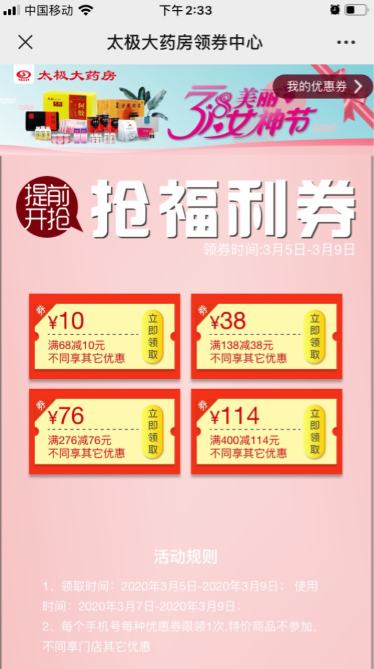 中国移动 下午2:33
太极大药房领券中心
太极大药房
我的优惠券
3.8美丽女神节
提前开抢
抢福利券
领券时间:3月5日-3月9日
券
¥10
满68减10元
不同享其它优惠
立即领取
券
¥38
满138减38元
不同享其它优惠
立即领取
券
¥76
满276减76元
不同享其它优惠
立即领取
券
¥114
满400减114元
不同享其它优惠
立即领取
活动规则
1、领取时间：2020年3月5日-2020年3月9日； 使用
时间：2020年3月7日-2020年3月9日；
2、每个手机号每种优惠券限领1次,特价商品不参加、
不同享门店其它优惠